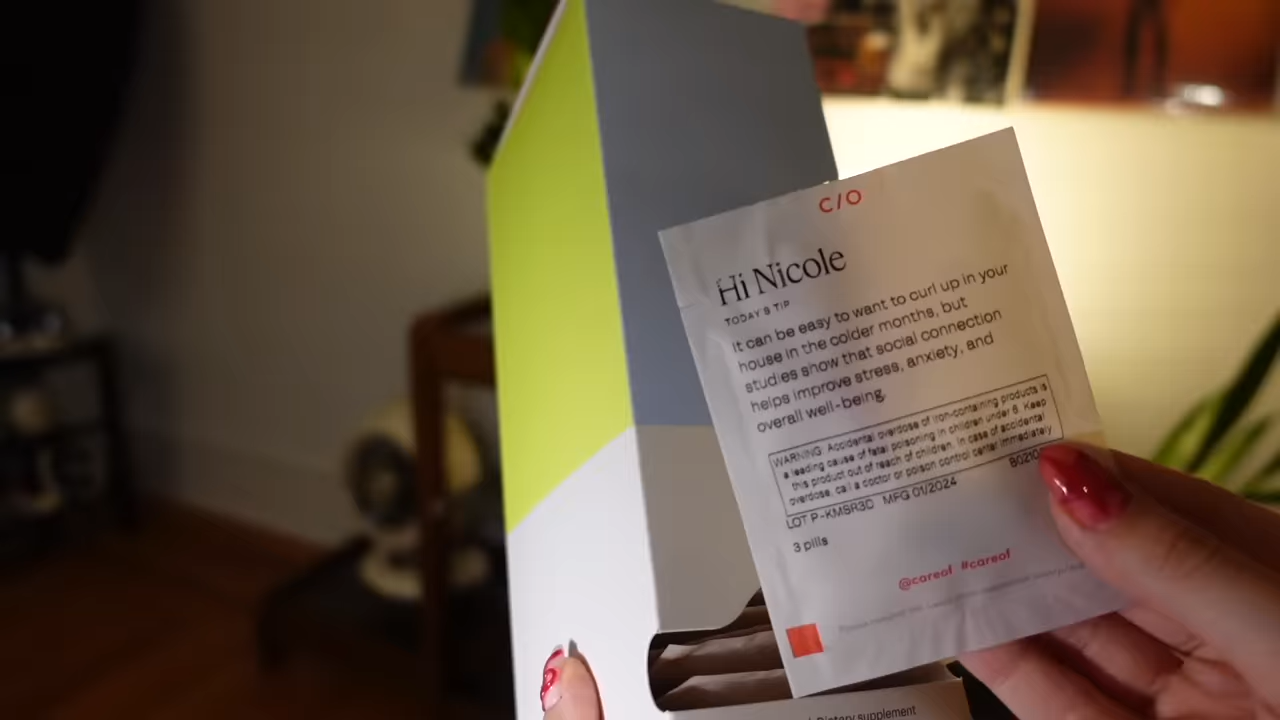 C/O
Hi Nicole
TODAY'S TIP
It can be easy to want to curl up in your
house in the colder months, but
studies show that social connection
helps improve stress, anxiety, and
overall well-being.
WARNING: Accidental overdose of iron-containing products is
a leading cause of fatal poisoning in children under 6. Keep
this product out of reach of children. In case of accidental
overdose, call a doctor or poison control center immediately
LOT P-KMSR3D MFG 01/2024
3 pills
@careof #careof
Dietary supplement